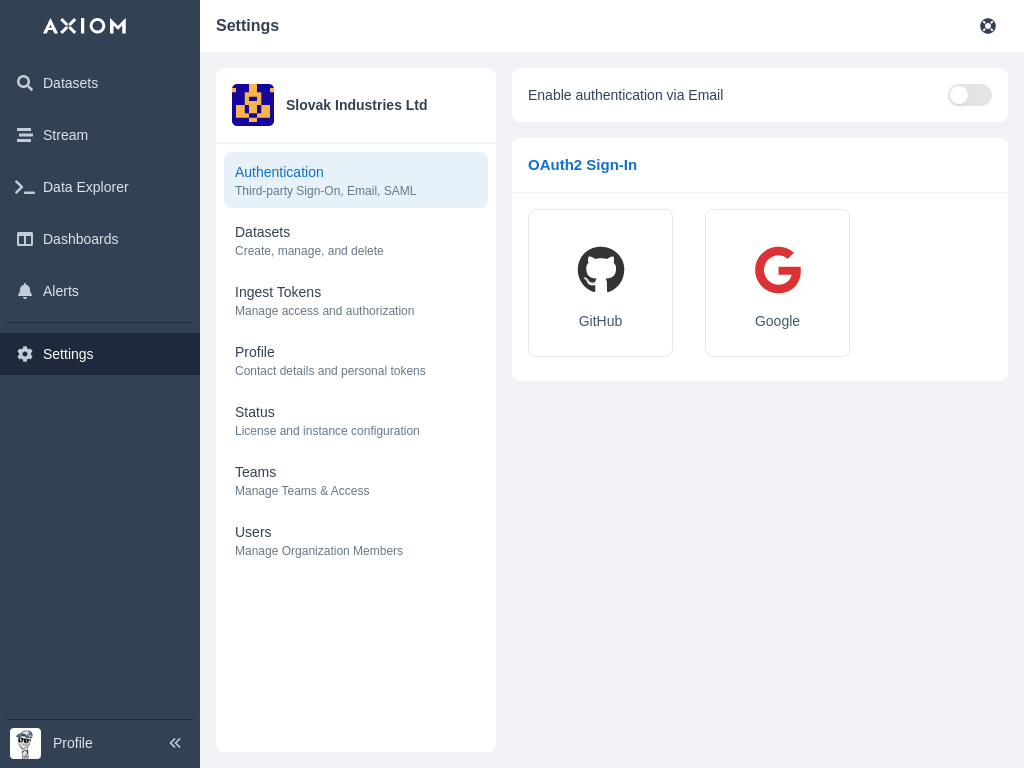 AXIOM
Settings
Datasets
Stream
Data Explorer
Dashboards
Alerts
Settings
Profile
Slovak Industries Ltd
Authentication
Third-party Sign-On, Email, SAML
Datasets
Create, manage, and delete
Ingest Tokens
Manage access and authorization
Profile
Contact details and personal tokens
Status
License and instance configuration
Teams
Manage Teams & Access
Users
Manage Organization Members
Enable authentication via Email
OAuth2 Sign-In
GitHub
Google